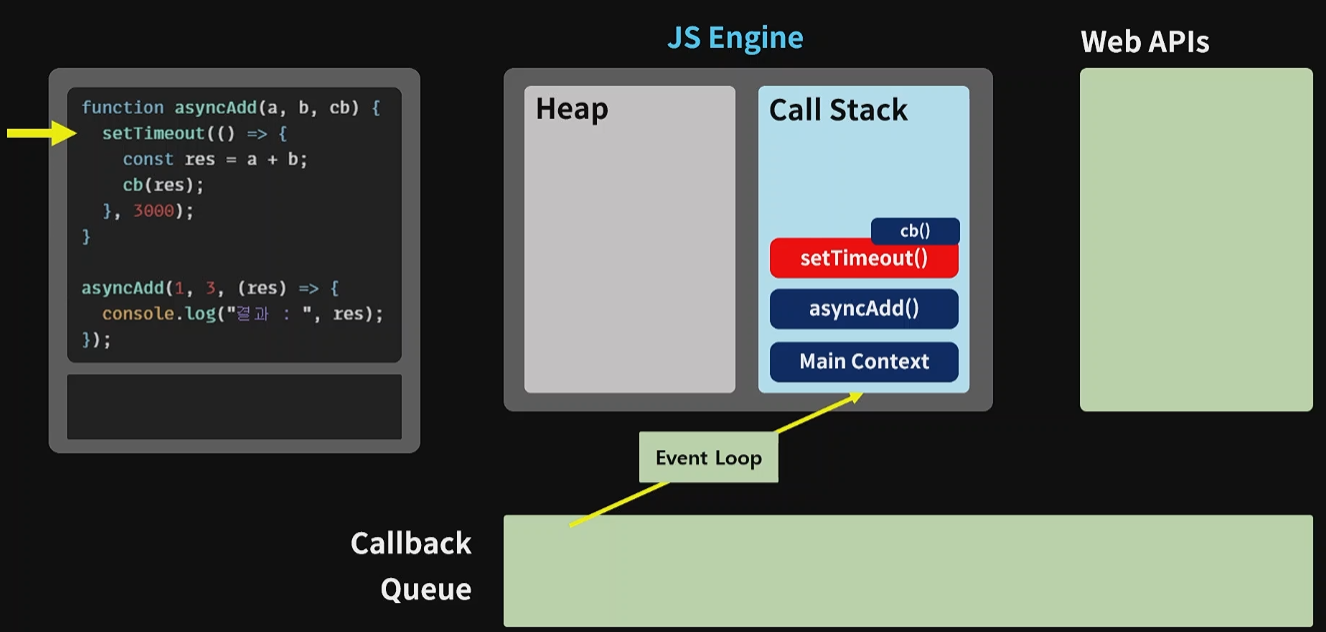 JS Engine
Web APIs
function asyncAdd(a, b, cb) {
setTimeout(() => {
const res = a + b;
cb(res);
}, 3000);
}
asyncAdd(1, 3, (res) => {
console.log("결과 : ", res);
});
Heap
Call Stack
cb()
setTimeout()
asyncAdd()
Main Context
Event Loop
Callback
Queue